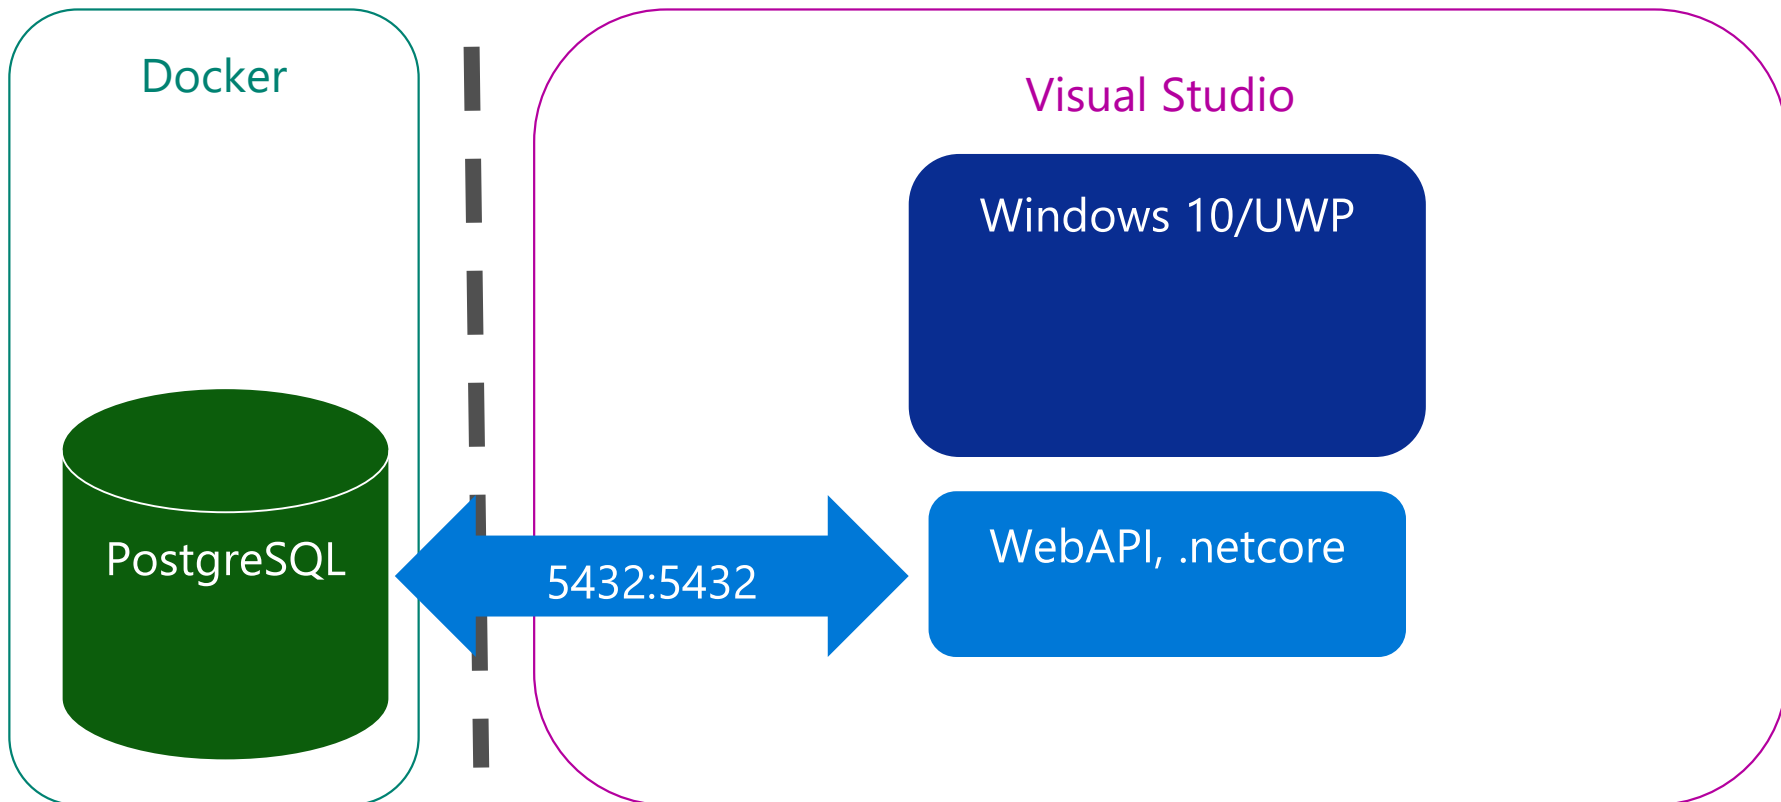 Docker
Visual Studio
Windows 10/UWP
PostgreSQL
5432:5432
WebAPI, .netcore